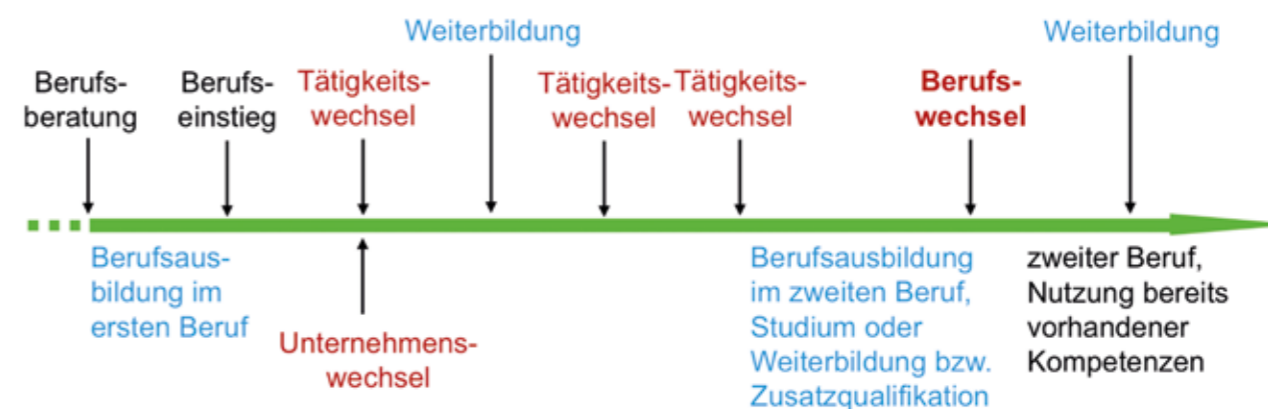 Weiterbildung
Weiterbildung
Berufs-
beratung
Berufs-
einstieg
Tätigkeits-
wechsel
Tätigkeits-
wechsel
Tätigkeits-
wechsel
Berufs-
wechsel
Berufsaus-
bildung im
ersten Beruf
Unternehmens-
wechsel
Berufsausbildung
im zweiten Beruf,
Studium oder
Weiterbildung bzw.
Zusatzqualifikation
zweiter Beruf,
Nutzung bereits
vorhandener
Kompetenzen